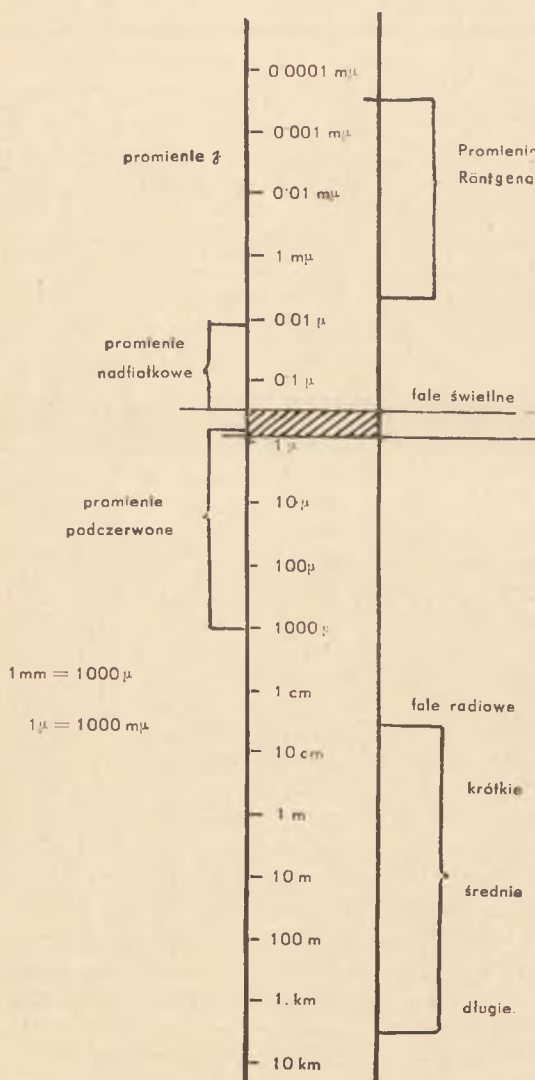 0·0001 mμ
0·001 mμ
promienie γ
Promienie
Röntgena
0·01 mμ
1 mμ
0·01 μ
promienie
nadfiołkowe
0·1 μ
fale świetlne
1 μ
promienie
podczerwone
10 μ
100 μ
1000 μ
1 mm = 1000 μ
1 cm
fale radiowe
1 μ = 1000 mμ
10 cm
krótkie
1 m
10 m
średnie
100 m
1. km
długie.
10 km